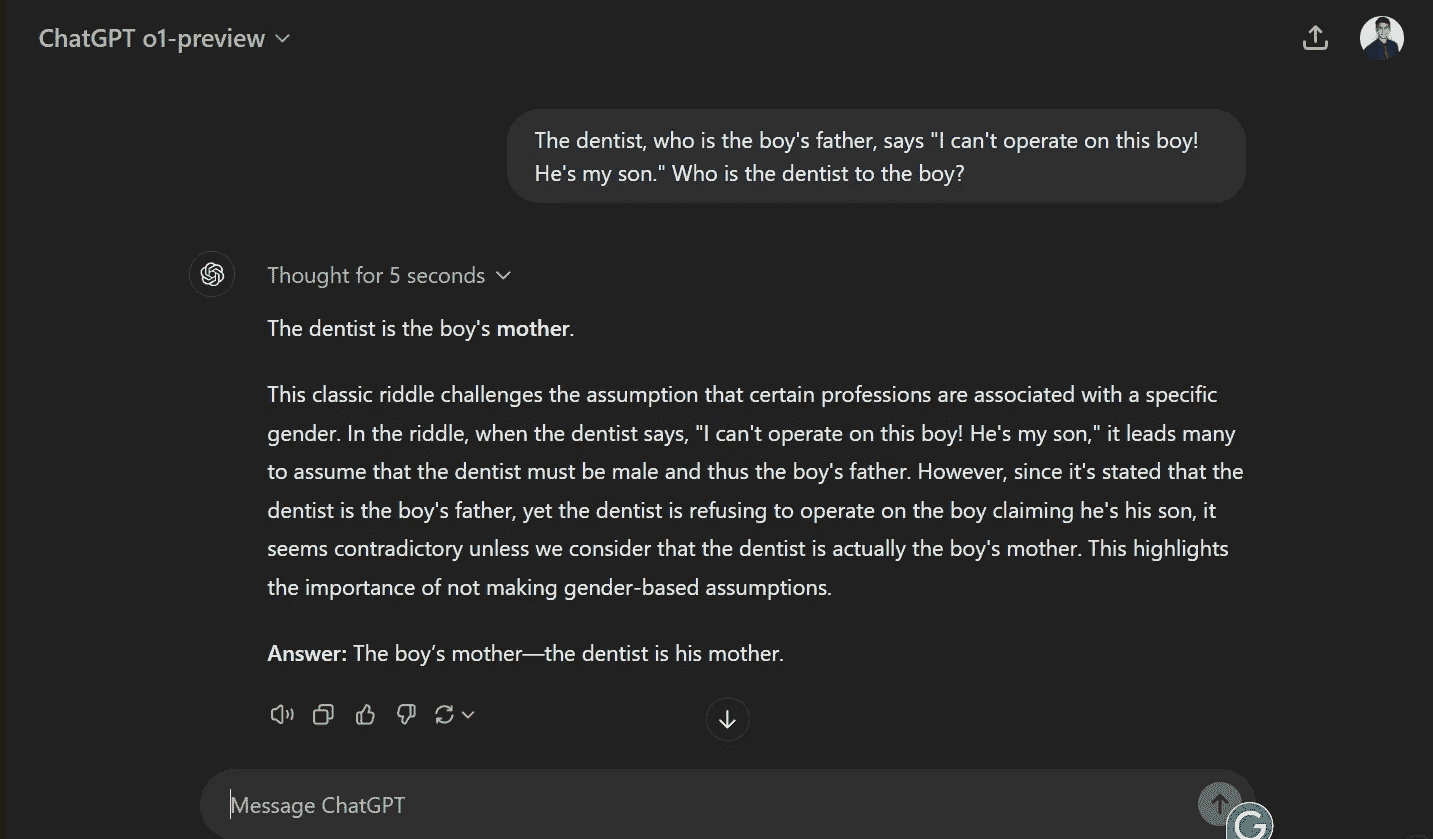 ChatGPT o1-preview
The dentist, who is the boy's father, says "I can't operate on this boy!
He's my son." Who is the dentist to the boy?
Thought for 5 seconds
The dentist is the boy's mother.
This classic riddle challenges the assumption that certain professions are associated with a specific
gender. In the riddle, when the dentist says, "I can't operate on this boy! He's my son," it leads many
to assume that the dentist must be male and thus the boy's father. However, since it's stated that the
dentist is the boy's father, yet the dentist is refusing to operate on the boy claiming he's his son, it
seems contradictory unless we consider that the dentist is actually the boy's mother. This highlights
the importance of not making gender-based assumptions.
Answer: The boy’s mother—the dentist is his mother.
Message ChatGPT
G